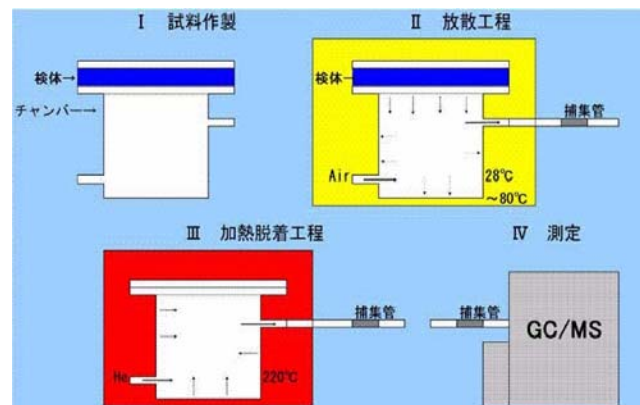 Ⅰ 試料作製
検体→
チャンバー→
Ⅱ 放散工程
検体→
捕集管
Air
28℃
～80℃
Ⅲ 加熱脱着工程
捕集管
He
220℃
Ⅳ 測定
捕集管
GC/MS